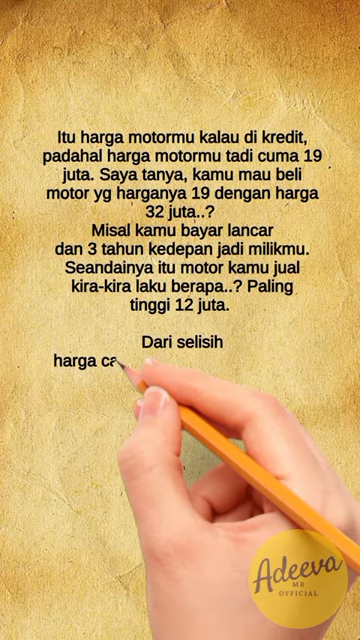 Itu harga motormu kalau di kredit,
padahal harga motormu tadi cuma 19
juta. Saya tanya, kamu mau beli
motor yg harganya 19 dengan harga
32 juta..?
Misal kamu bayar lancar
dan 3 tahun kedepan jadi milikmu.
Seandainya itu motor kamu jual
kira-kira laku berapa..? Paling
tinggi 12 juta.
Dari selisih
harga ca
Adeeva
MR
OFFICIAL